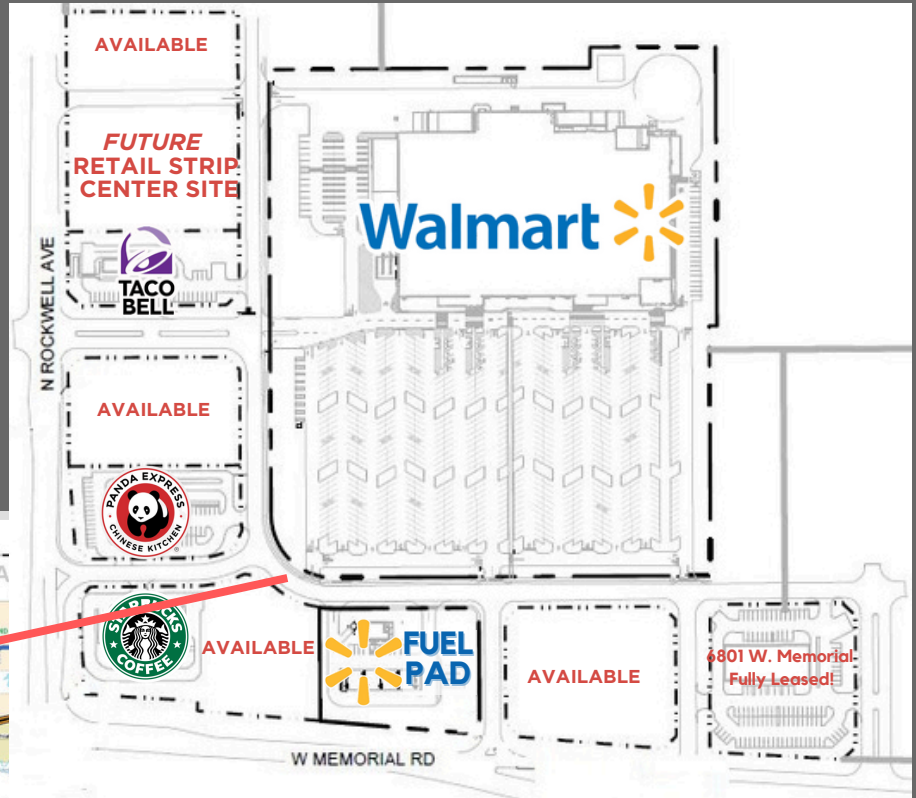 AVAILABLE
FUTURE
RETAIL STRIP
CENTER SITE
Walmart
N ROCKWELL AVE
TACO
BELL
AVAILABLE
PANDA EXPRESS
CHINESE KITCHEN
STARBUCKS
COFFEE
AVAILABLE
FUEL
PAD
AVAILABLE
6801 W. Memorial
Fully Leased!
W MEMORIAL RD